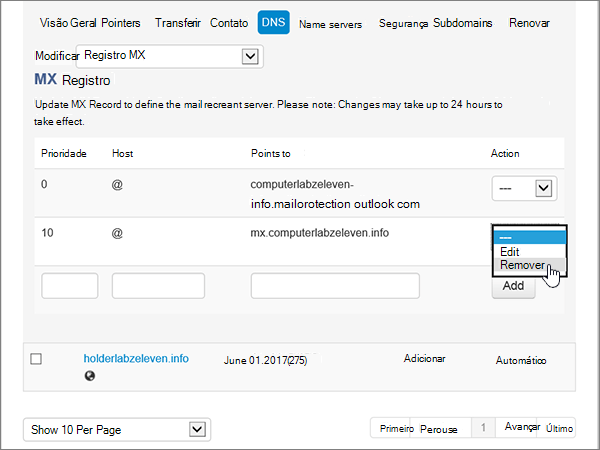 Visão Geral Pointers Transferir Contato DNS Name servers Segurança Subdomains Renovar
Modificar Registro MX
MX Registro
Update MX Record to define the mail recreant server. Please note: Changes may take up to 24 hours to
take effect.
Prioridade Host Points to Action
0 @ computerlabzeleven-
info.mailorotection outlook com
---
10 @ mx.computerlabzeleven.info
---
Edit
Remover
Add
holderlabzeleven.info June 01.2017(275) Adicionar Automático
Show 10 Per Page Primeiro Perouse 1 Avançar Último